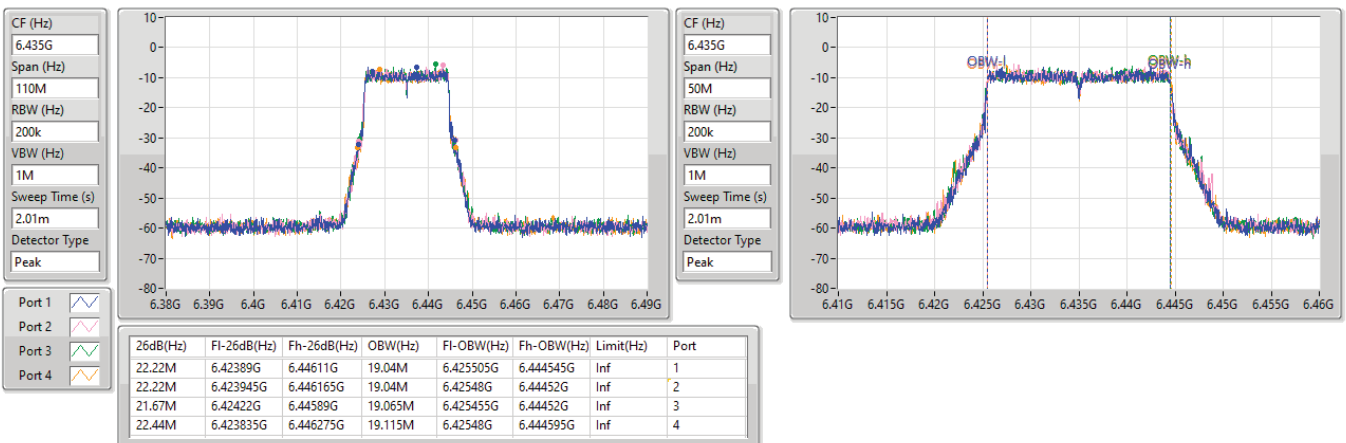 CF (Hz)
6.435G
Span (Hz)
110M
RBW (Hz)
200k
VBW (Hz)
1M
Sweep Time (s)
2.01m
Detector Type
Peak
10
0
-10
-20
-30
-40
-50
-60
-70
-80
6.38G 6.39G 6.4G 6.41G 6.42G 6.43G 6.44G 6.45G 6.46G 6.47G 6.48G 6.49G
CF (Hz)
6.435G
Span (Hz)
50M
RBW (Hz)
200k
VBW (Hz)
1M
Sweep Time (s)
2.01m
Detector Type
Peak
10
0
-10
-20
-30
-40
-50
-60
-70
-80
OBW-l OBW-h
6.41G 6.415G 6.42G 6.425G 6.43G 6.435G 6.44G 6.445G 6.45G 6.455G 6.46G
Port 1
Port 2
Port 3
Port 4
26dB(Hz) Fl-26dB(Hz) Fh-26dB(Hz) OBW(Hz) Fl-OBW(Hz) Fh-OBW(Hz) Limit(Hz) Port
22.22M 6.42389G 6.44611G 19.04M 6.425505G 6.444545G Inf 1
22.22M 6.423945G 6.446165G 19.04M 6.42548G 6.44452G Inf 2
21.67M 6.42422G 6.44589G 19.065M 6.425455G 6.44452G Inf 3
22.44M 6.423835G 6.446275G 19.115M 6.42548G 6.444595G Inf 4